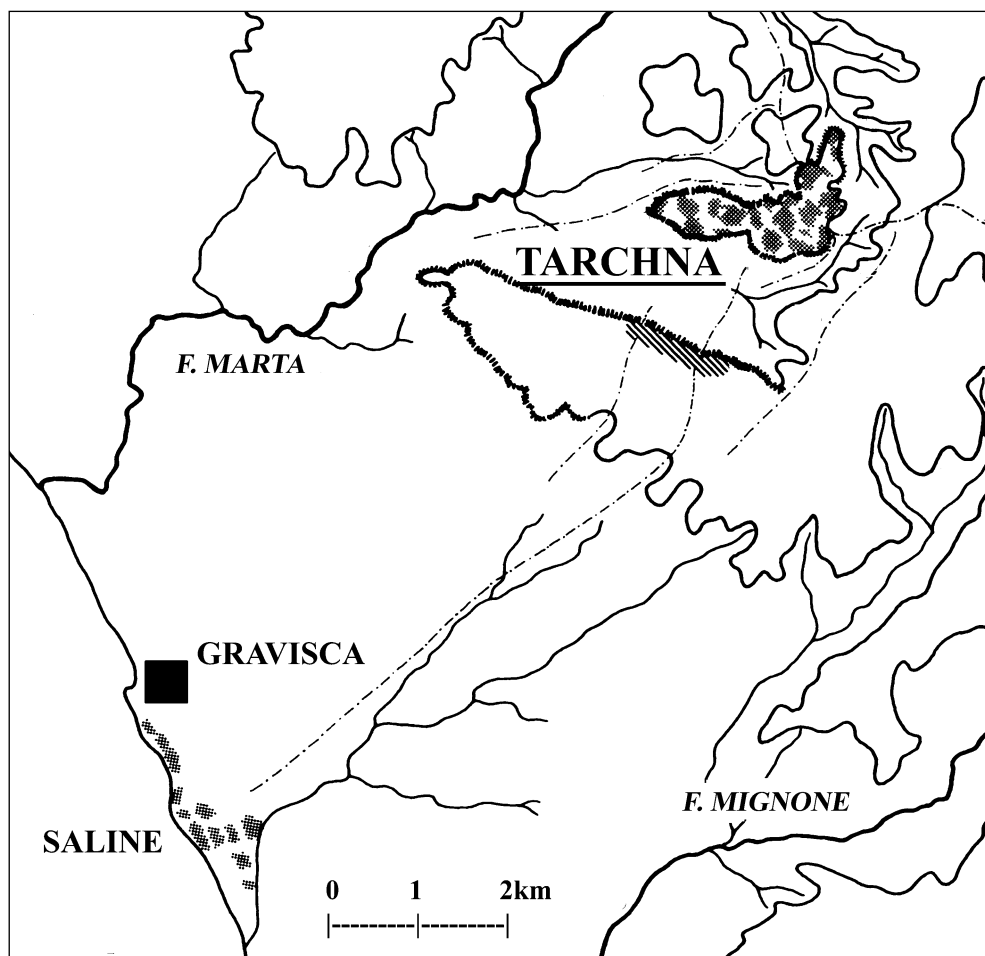 TARCHNA
F. MARTA
GRAVISCA
F. MIGNONE
SALINE
0 1 2km